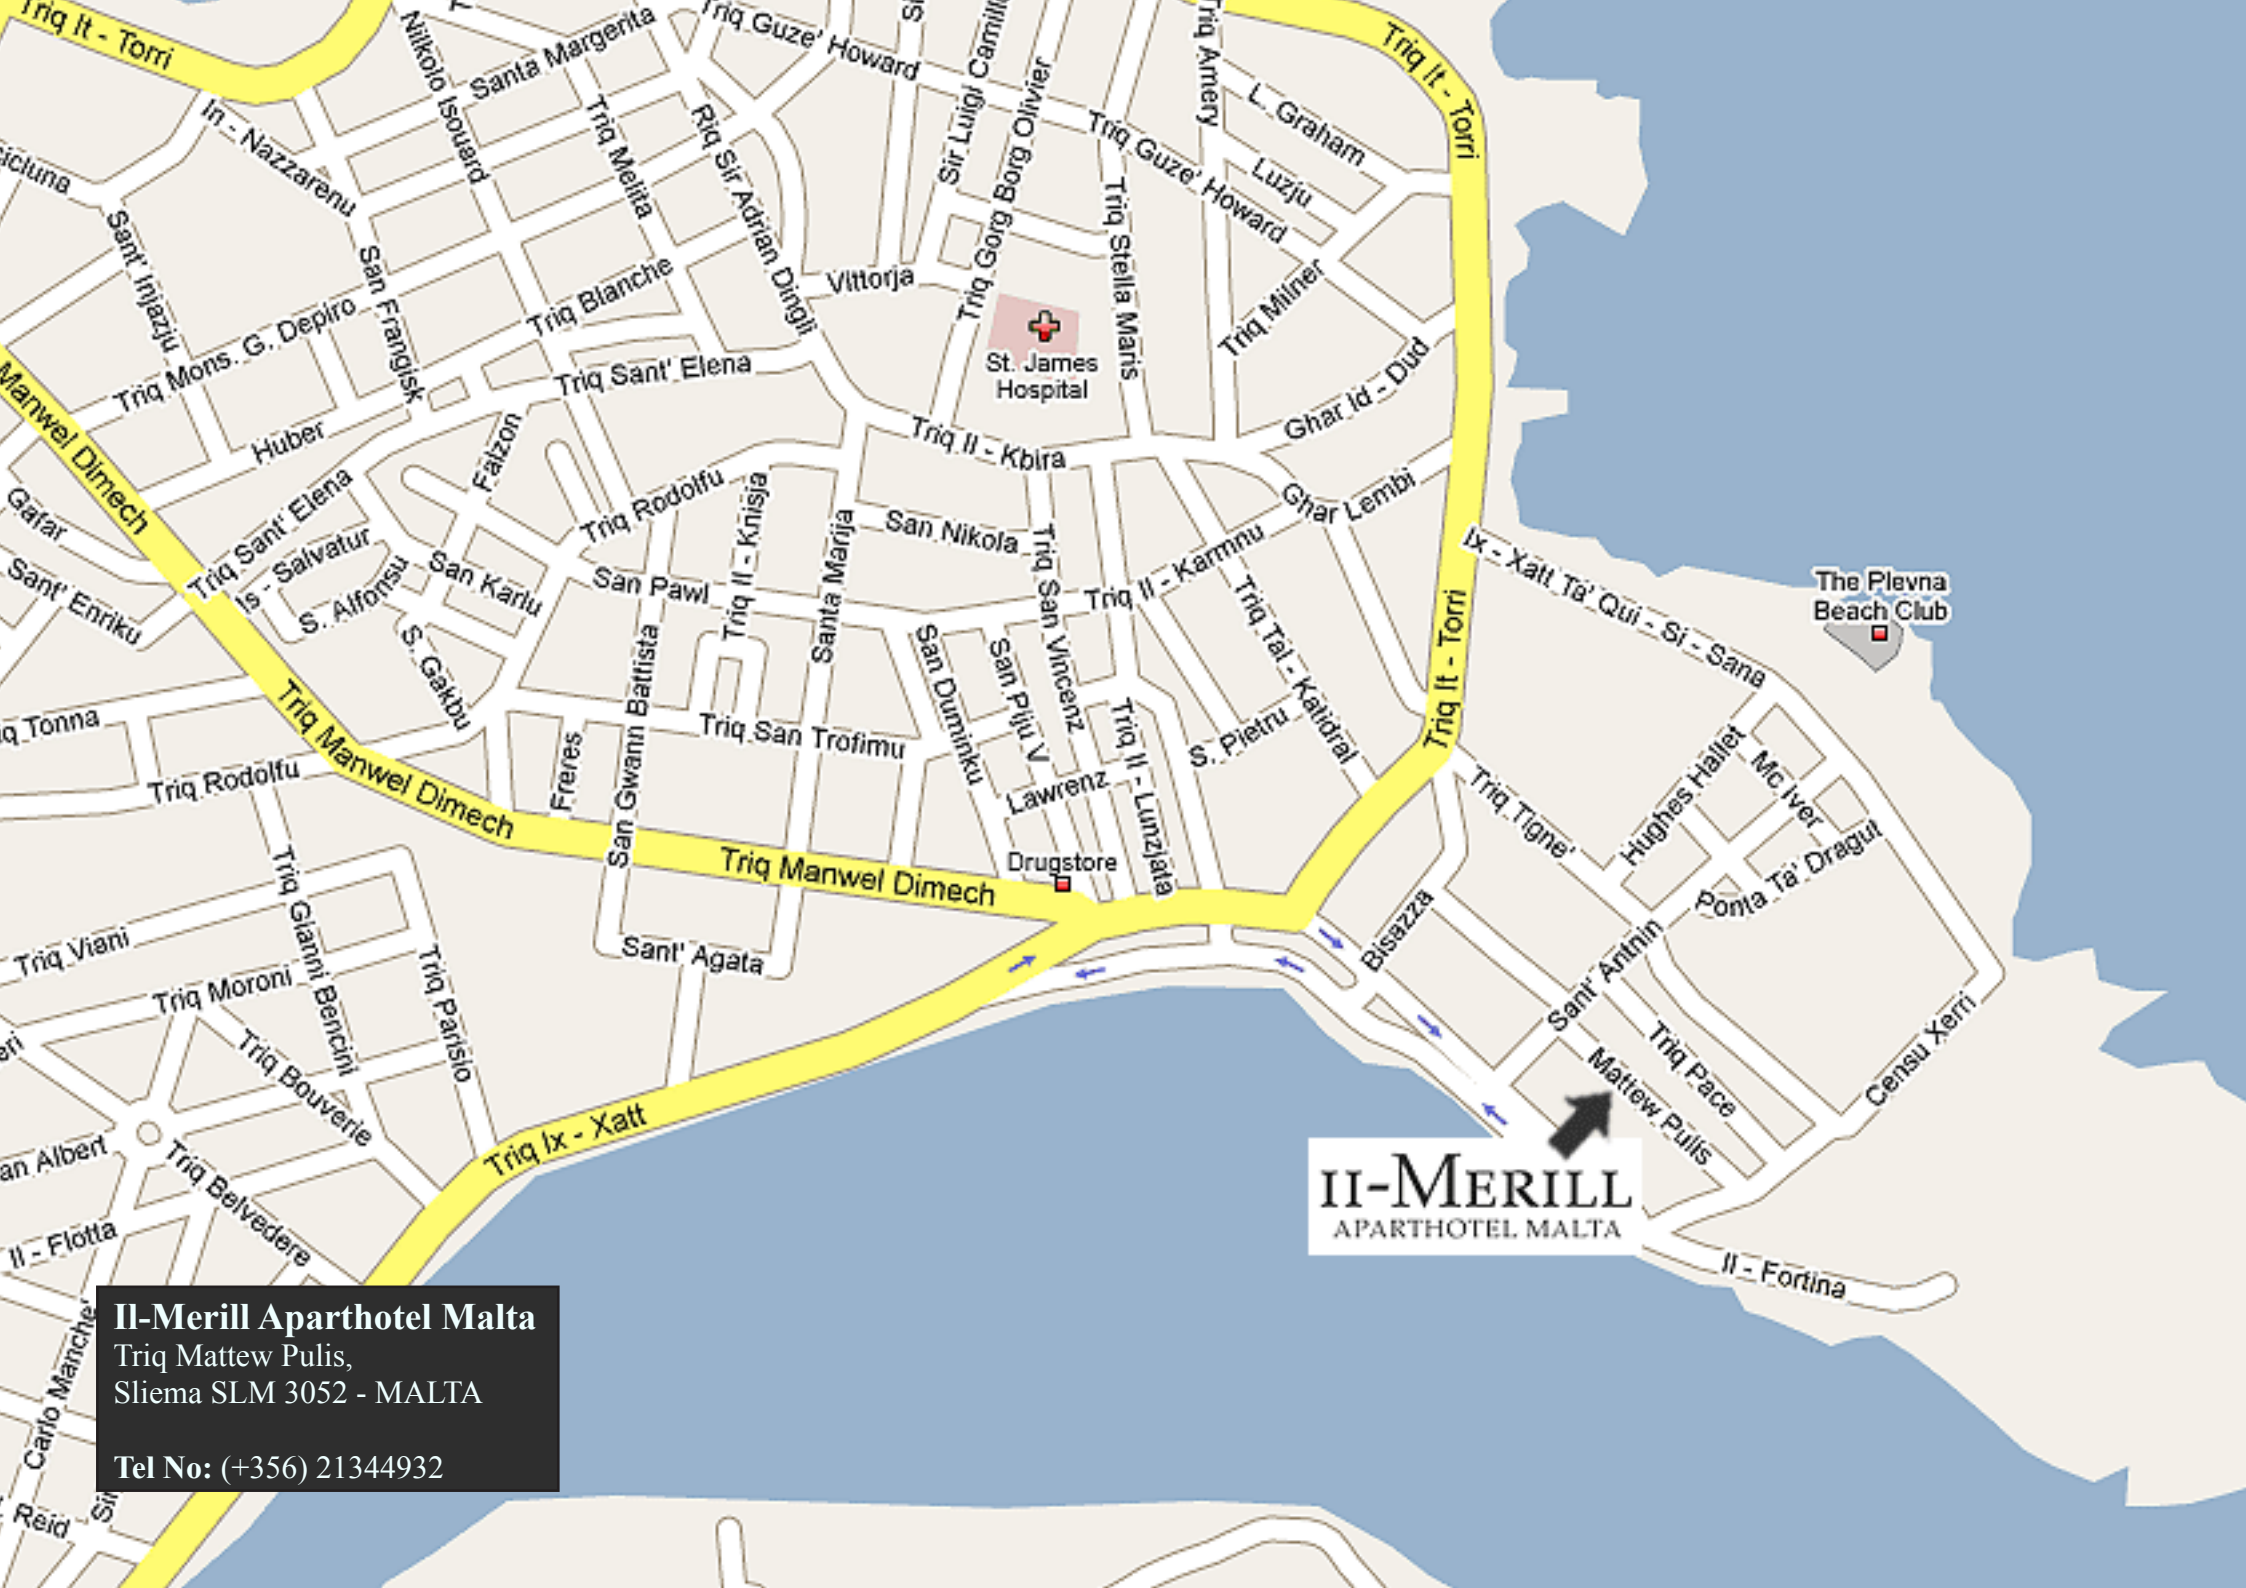 Triq It - Torri
Nilkolo Isouard
Santa Margerita
Triq Guze' Howard
Sir Luigi Camill
Triq Gorg Borg Olivier
Triq Amery
L. Graham
Triq It - Torri
In - Nazzarenu
Triq Melita
Riq Sir Adrian Dingli
Triq Guze' Howard
Luzju
Triq Stella Maris
Sant' Injazju
San Frangisk
Triq Blanche
Vittorja
Triq Milner
Triq Mons. G. Depiro
St. James
Hospital
Triq Sant' Elena
Ghar Id - Dud
Manwel Dimech
Huber
Falzon
Triq Il - Kbira
Ghar Lembi
Gafar
Triq Sant' Elena
Triq Rodolfu
Triq Il - Knisja
San Nikola
Ix - Xatt Ta' Qui - Si - Sana
Is - Salvatur
San Karlu
San Pawl
Santa Marija
Triq San Vincenz
Triq Il - Karmnu
Triq Tal - Katidral
The Plevna
Beach Club
Sant' Enriku
S. Alfonsu
S. Gakbu
San Gwann Battista
San Duminku
San Piju V
Triq It - Torri
Triq Manwel Dimech
Tonna
Triq San Trofimu
Triq Il - Lunzjata
S. Pietru
Hughes Hallet
Mc Iver
Triq Rodolfu
Freres
Lawrenz
Triq Tigne'
Ponta Ta' Dragut
Drugstore
Triq Manwel Dimech
Triq Gianni Bencini
Triq Viani
Sant' Agata
Bisazza
Sant' Antnin
Triq Moroni
Triq Parisio
Triq Bouverie
Triq Pace
Mattew Pulis
Censu Xerri
Triq Ix - Xatt
an Albert
Triq Belvedere
Il-Merill
Aparthotel Malta
Il - Flotta
Il - Fortina
Carlo Manche'
Il-Merill Aparthotel Malta
Triq Mattew Pulis,
Sliema SLM 3052 - MALTA
Tel No: (+356) 21344932
Reid